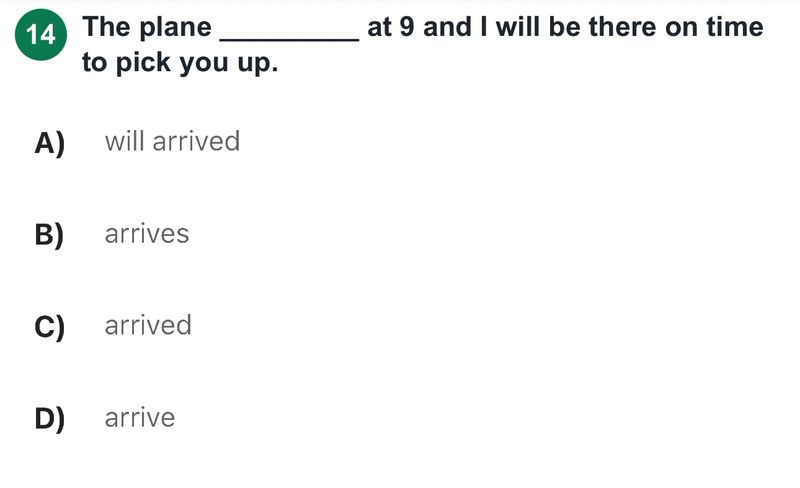 14 The plane __________ at 9 and I will be there on time
to pick you up.
A) will arrived
B) arrives
C) arrived
D) arrive